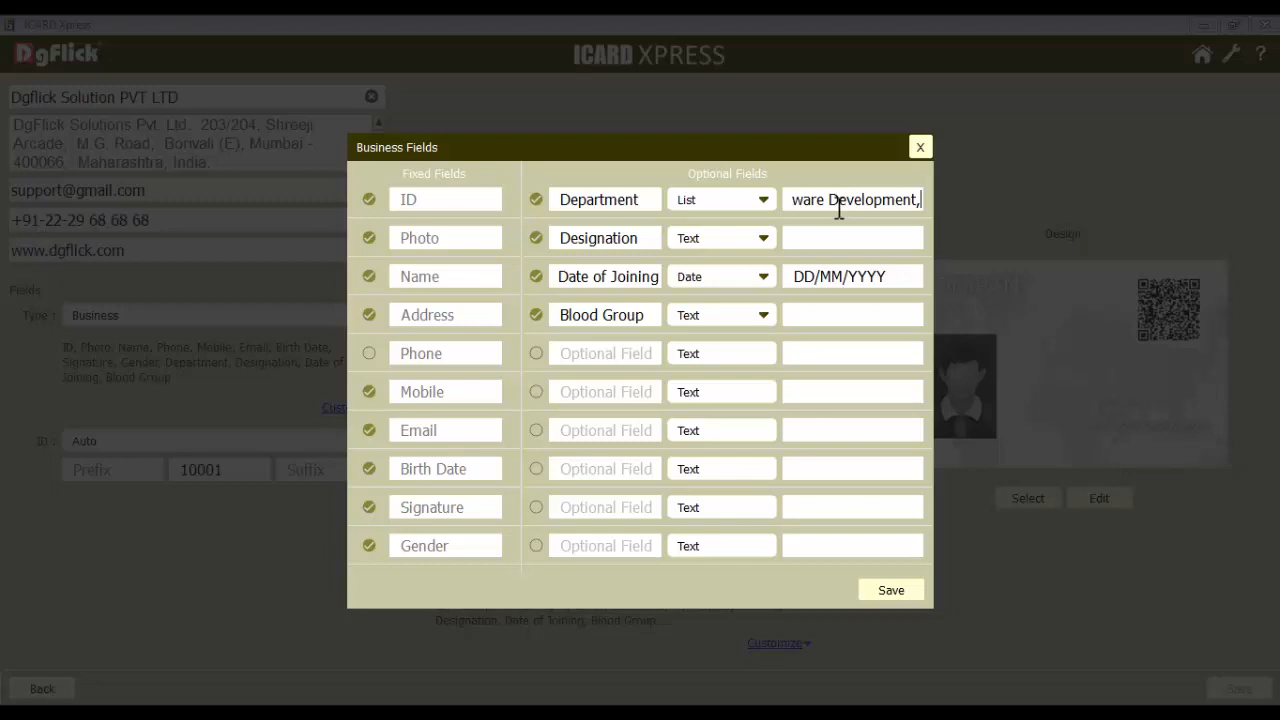 ICARD Xpress
DgFlick
ICARD XPRESS
?
Dgflick Solution PVT LTD
DgFlick Solutions Pvt. Ltd. 203/204, Shreeji
Arcade, M.G. Road, Borivali (E), Mumbai -
400066, Maharashtra, India.
support@gmail.com
+91-22-29 68 68 68
www.dgflick.com
Fields
Type : Business
ID, Photo, Name, Phone, Mobile, Email, Birth Date,
Signature, Gender, Department, Designation, Date of
Joining, Blood Group
ID : Auto
Prefix 10001 Suffix
Business Fields X
Fixed Fields Optional Fields
ID Department List ware Development,
Photo Designation Text
Name Date of Joining Date DD/MM/YYYY
Address Blood Group Text
Phone Optional Field Text
Mobile Optional Field Text
Email Optional Field Text
Birth Date Optional Field Text
Signature Optional Field Text
Gender Optional Field Text
Save
Design
Select Edit
Designation, Date of Joining, Blood Group....
Customize
Back Save